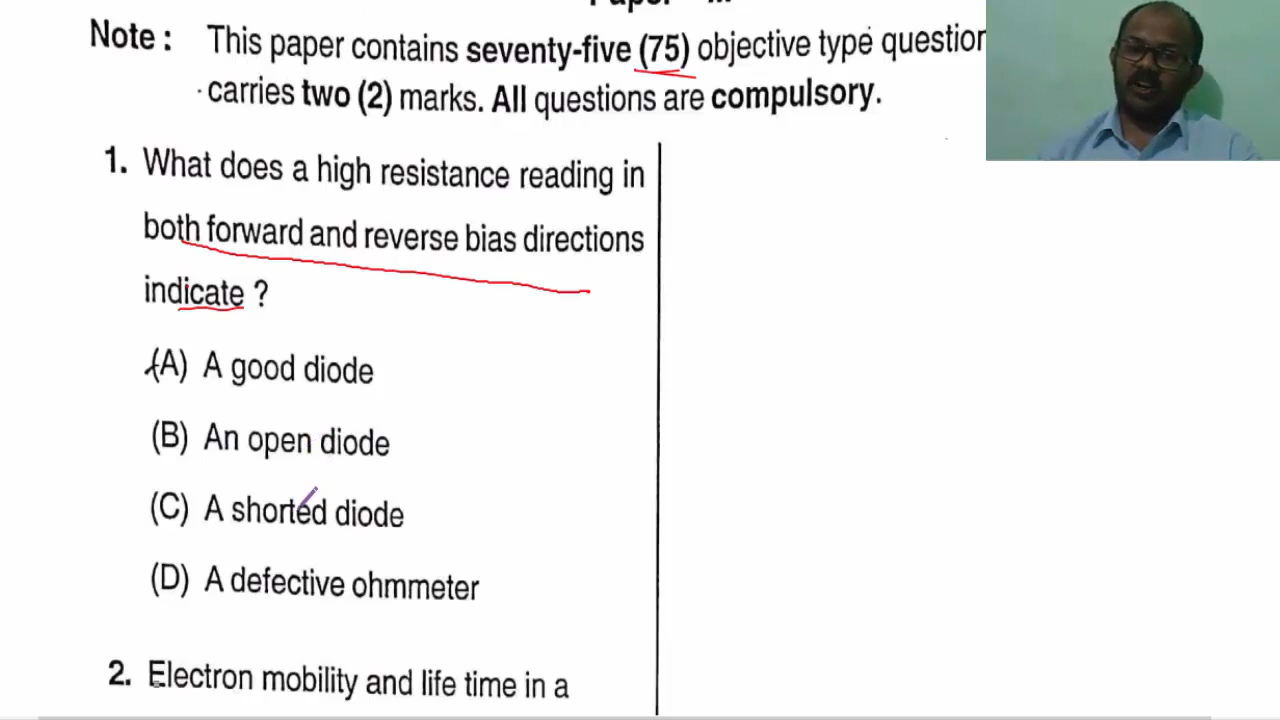 Note : This paper contains seventy-five (75) objective type question
carries two (2) marks. All questions are compulsory.
1. What does a high resistance reading in
both forward and reverse bias directions
indicate ?
(A) A good diode
(B) An open diode
(C) A shorted diode
(D) A defective ohmmeter
2. Electron mobility and life time in a